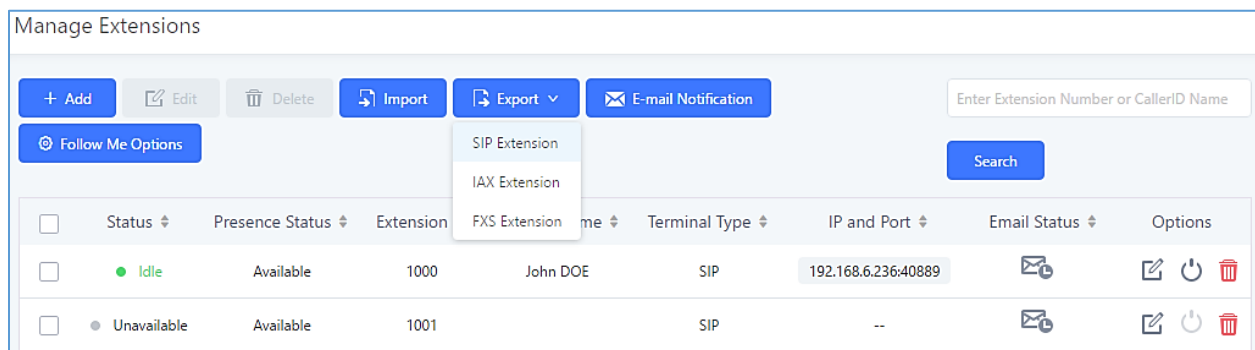 Manage Extensions
+ Add Edit Delete Import Export E-mail Notification Enter Extension Number or CallerID Name
Follow Me Options SIP Extension Search
IAX Extension
FXS Extension
Status Presence Status Extension me Terminal Type IP and Port Email Status Options
Idle Available 1000 John DOE SIP 192.168.6.236:40889
Unavailable Available 1001 SIP --